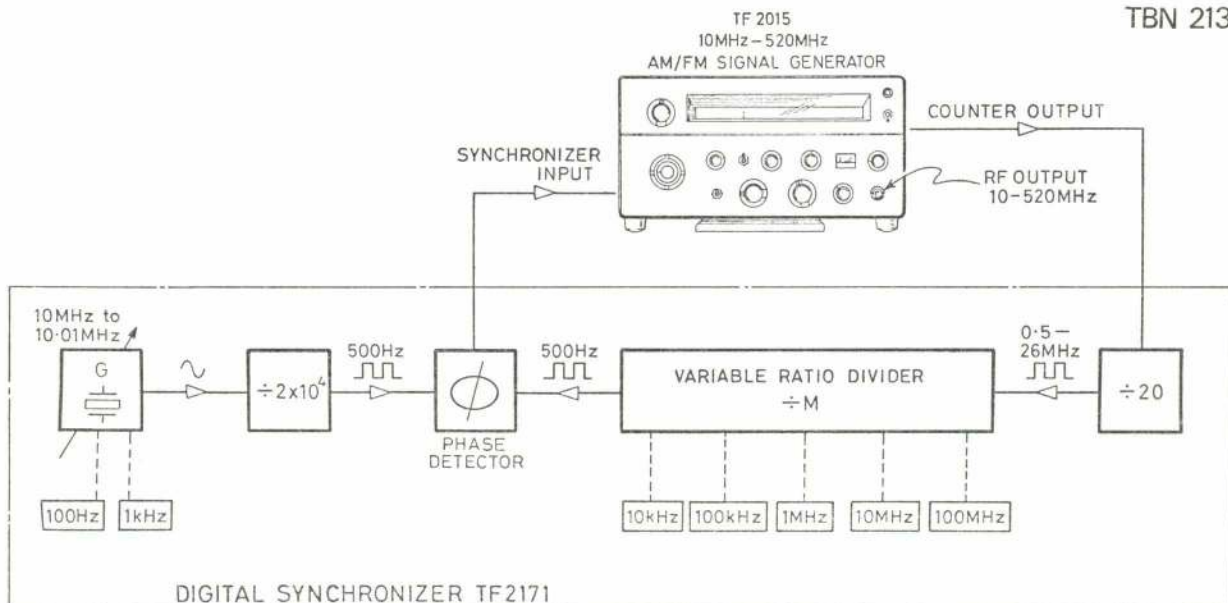 TBN 213
TF 2015
10MHz-520MHz
AM/FM SIGNAL GENERATOR
COUNTER OUTPUT
SYNCHRONIZER
INPUT
RF OUTPUT
10-520MHz
10MHz to
10·01MHz
G
÷2x10⁴
500Hz
PHASE
DETECTOR
500Hz
VARIABLE RATIO DIVIDER
÷M
0·5-
26MHz
÷20
100Hz
1kHz
10kHz
100kHz
1MHz
10MHz
100MHz
DIGITAL SYNCHRONIZER TF2171